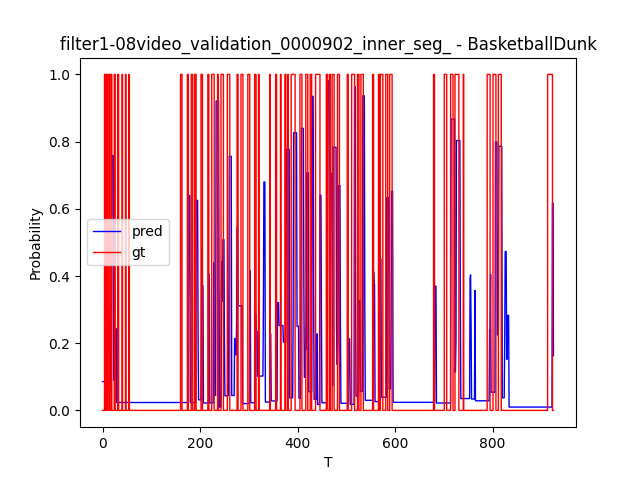 filter1-08video_validation_0000902_inner_seg_ - BasketballDunk
1.0
0.8
0.6
0.4
0.2
0.0
Probability
pred
gt
0
200
400
600
800
T